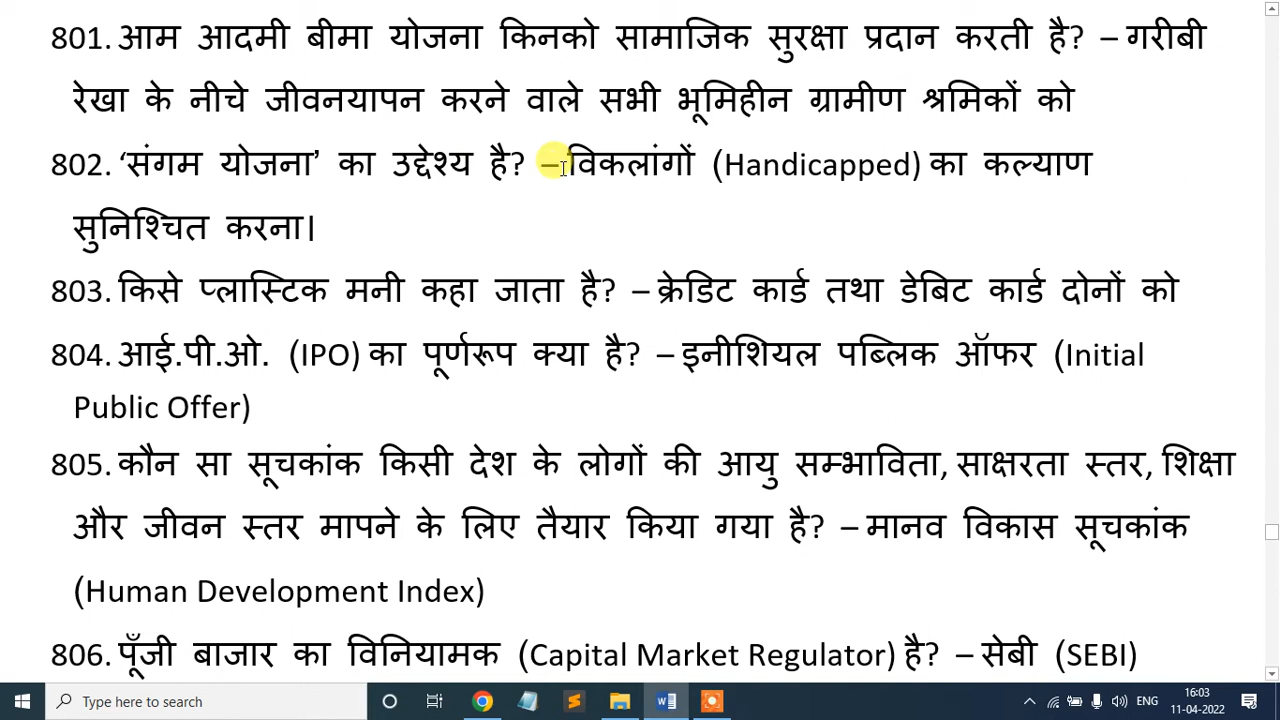 801. आम आदमी बीमा योजना किनको सामाजिक सुरक्षा प्रदान करती है? – गरीबी
रेखा के नीचे जीवनयापन करने वाले सभी भूमिहीन ग्रामीण श्रमिकों को
802. ‘संगम योजना’ का उद्देश्य है? – विकलांगों (Handicapped) का कल्याण
सुनिश्चित करना।
803. किसे प्लास्टिक मनी कहा जाता है? – क्रेडिट कार्ड तथा डेबिट कार्ड दोनों को
804. आई.पी.ओ. (IPO) का पूर्णरूप क्या है? – इनीशियल पब्लिक ऑफर (Initial
Public Offer)
805. कौन सा सूचकांक किसी देश के लोगों की आयु सम्भाविता, साक्षरता स्तर, शिक्षा
और जीवन स्तर मापने के लिए तैयार किया गया है? – मानव विकास सूचकांक
(Human Development Index)
806. पूँजी बाजार का विनियामक (Capital Market Regulator) है? – सेबी (SEBI)
Type here to search
ENG
16:03
11-04-2022